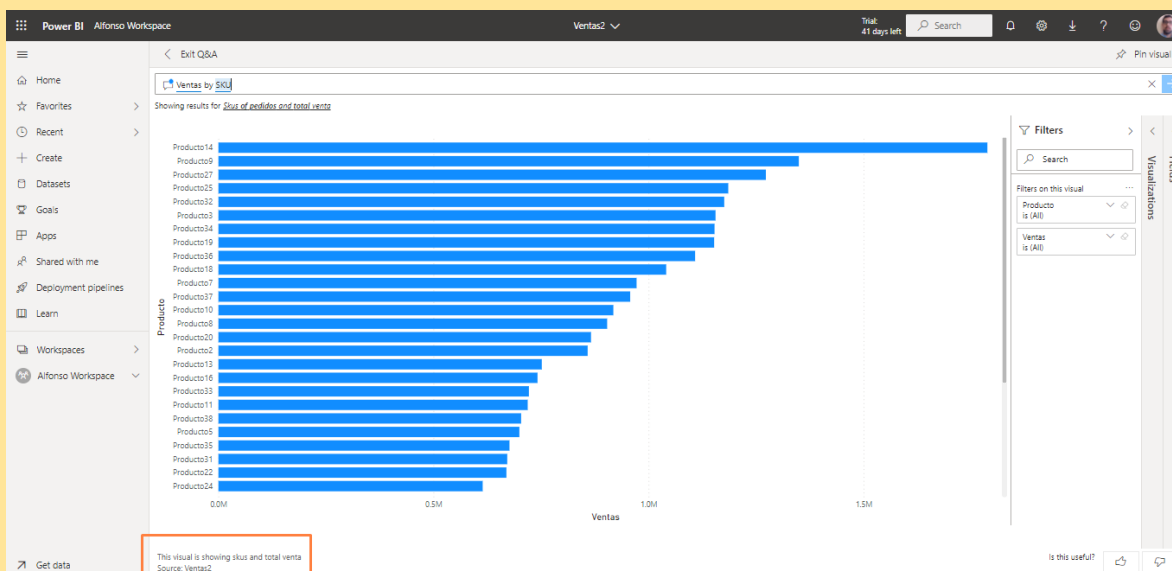 Power BI Alfonso Workspace
Ventas2
Trial:
41 days left
Search
Exit Q&A
Pin visual
Ventas by SKU
Showing results for Skus of pedidos and total venta
Home
Favorites
Recent
Create
Datasets
Goals
Apps
Shared with me
Deployment pipelines
Learn
Workspaces
Alfonso Workspace
Get data
Producto
Producto14
Producto9
Producto27
Producto25
Producto32
Producto3
Producto34
Producto19
Producto36
Producto18
Producto7
Producto37
Producto10
Producto8
Producto20
Producto2
Producto13
Producto16
Producto33
Producto11
Producto38
Producto5
Producto35
Producto31
Producto22
Producto24
0.0M 0.5M 1.0M 1.5M
Ventas
Filters
Search
Filters on this visual
Producto
is (All)
Ventas
is (All)
Visualizations
This visual is showing skus and total venta
Source: Ventas2
Is this useful?